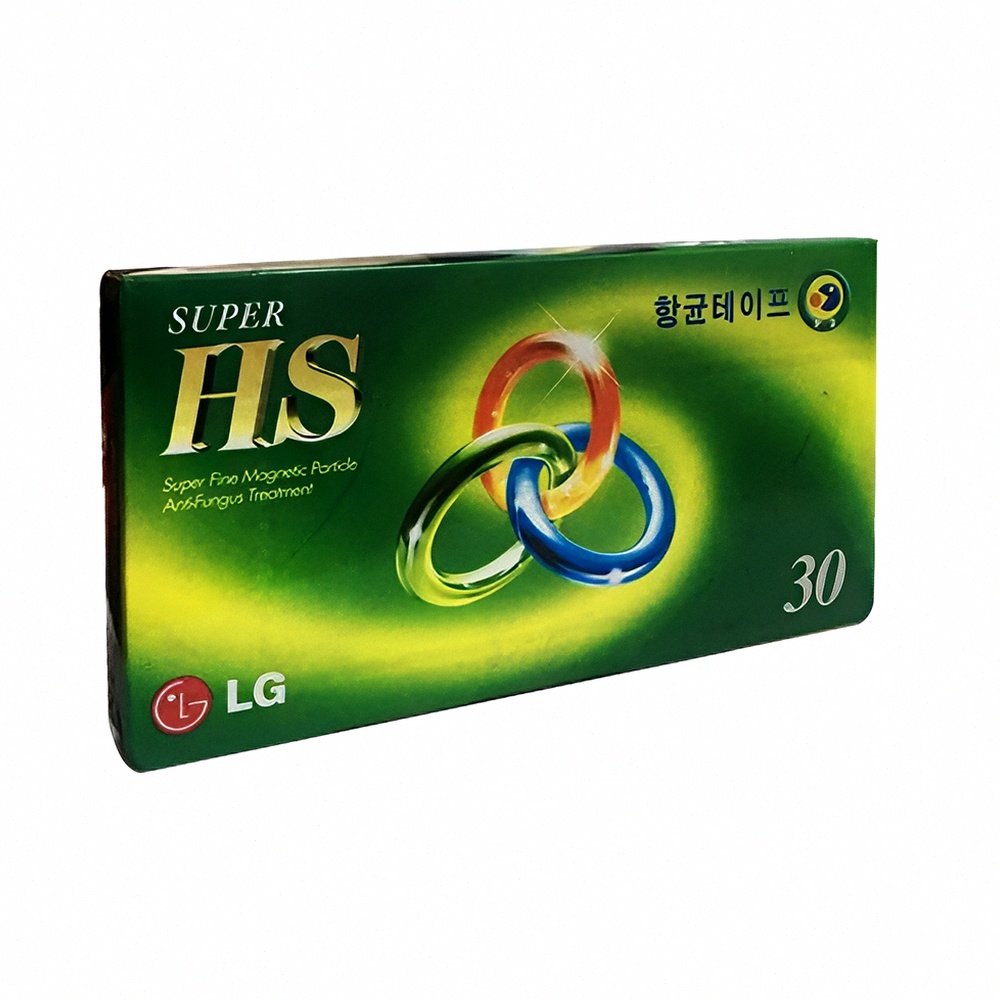 SUPER
HS
Super Fine Magnetic Particle
Anti-Fungus Treatment
항균테이프
30
LG